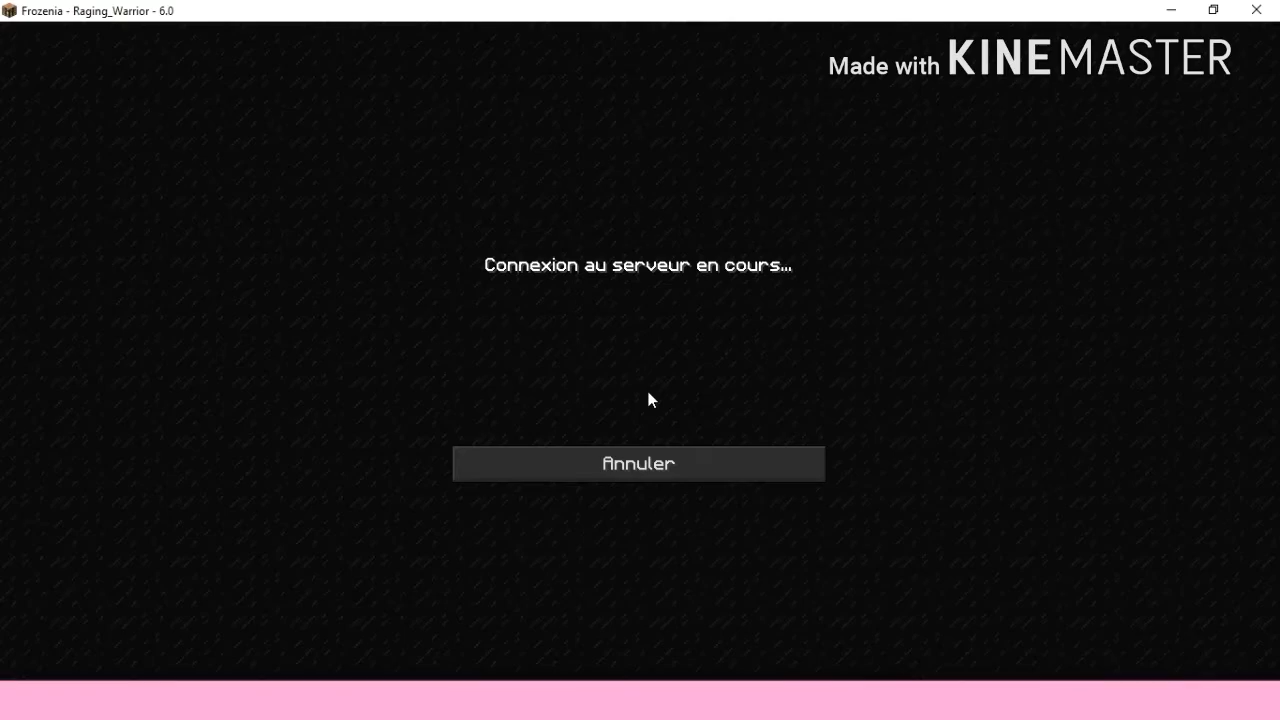 Frozenia - Raging_Warrior - 6.0
Made with KINEMASTER
Connexion au serveur en cours...
Annuler